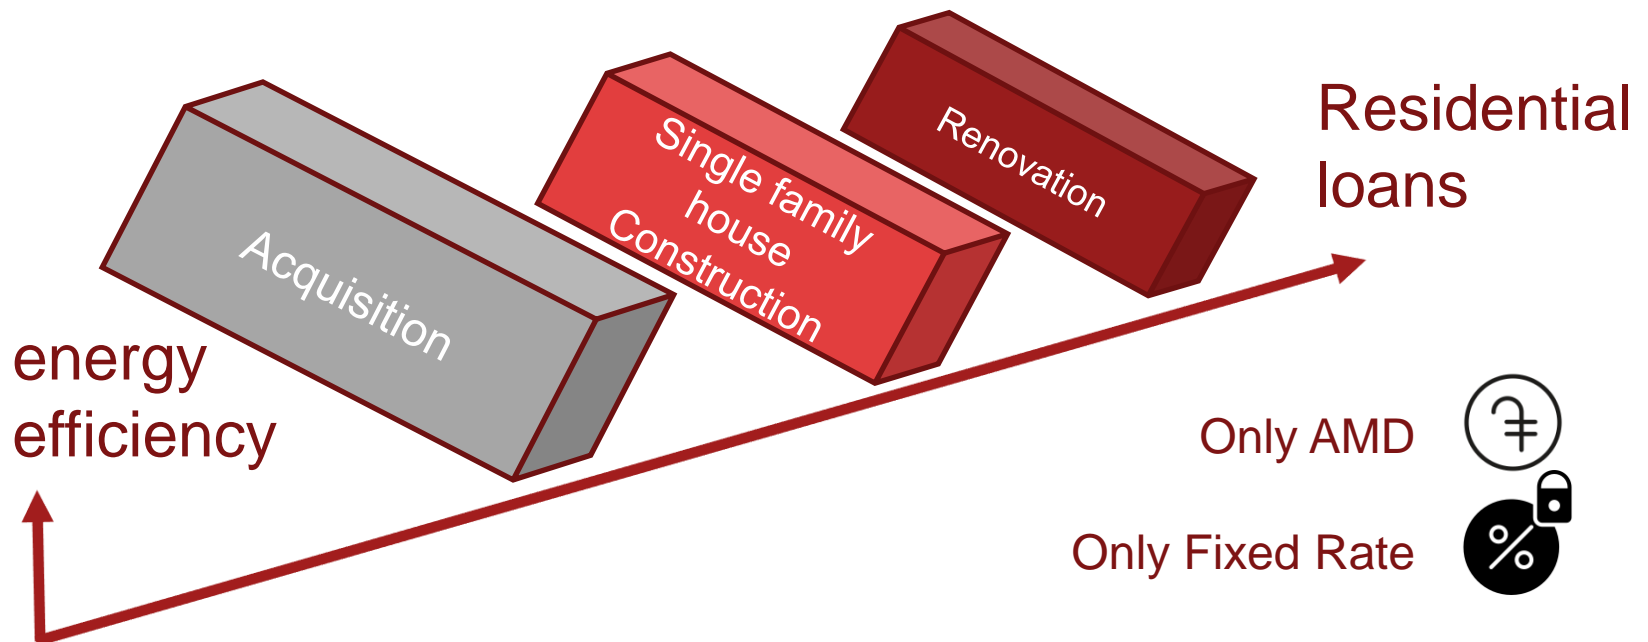 Acquisition
Single family
house
Construction
Renovation
Residential
loans
energy
efficiency
Only AMD
֏
Only Fixed Rate
%